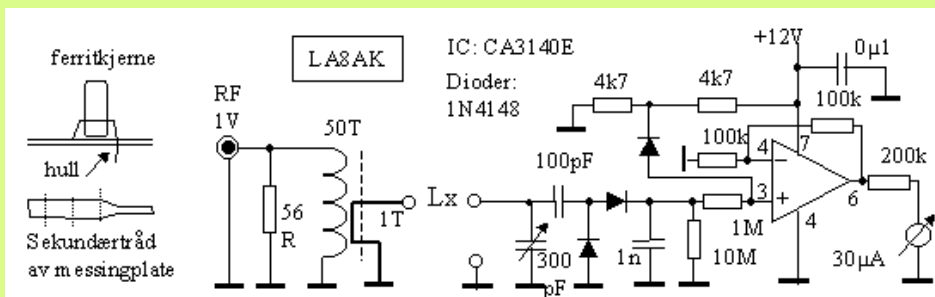 LA8AK
IC: CA3140E
Dioder:
1N4148
ferritkjerne
hull
Sekundærtråd
av messingplate
RF
1V
56
R
50T
1T
Lx
300
pF
100pF
1n
10M
1M
4k7
4k7
+12V
0µ1
100k
100k
4
7
3
+
6
4
200k
30µA